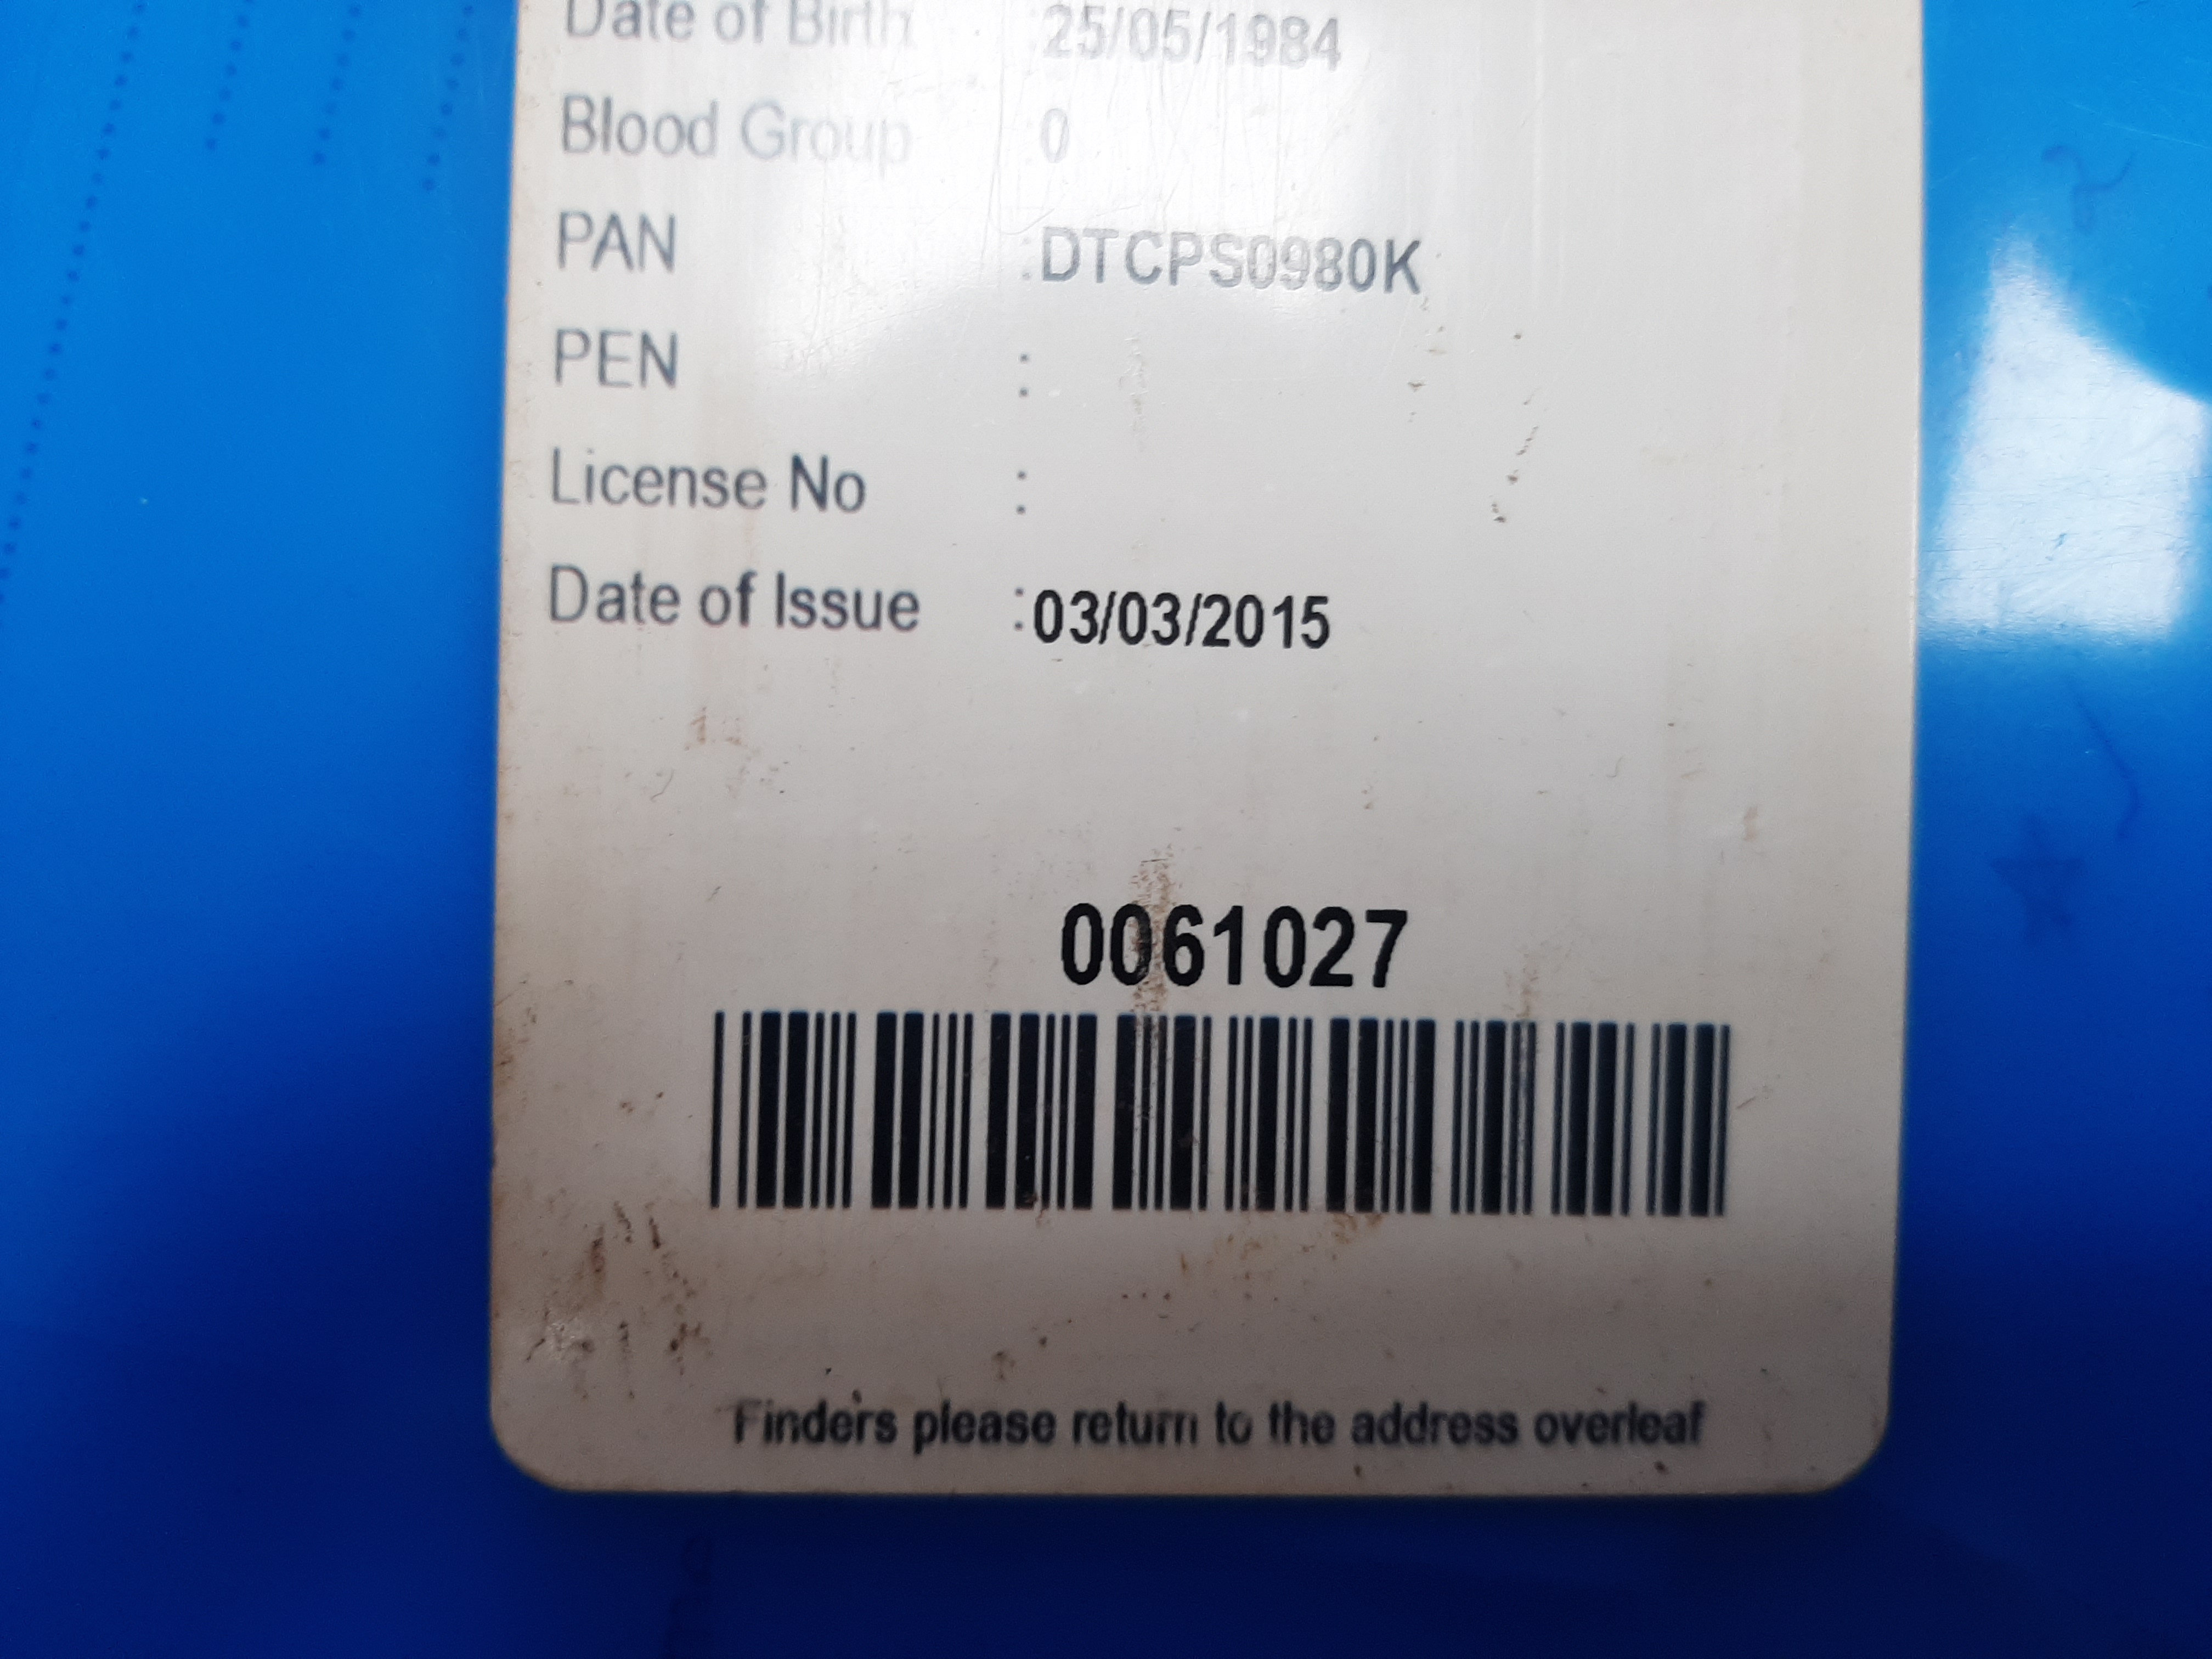 Date of Birth :25/05/1984
Blood Group :0
PAN :DTCPS0980K
PEN :
License No :
Date of Issue :03/03/2015
0061027
Finders please return to the address overleaf